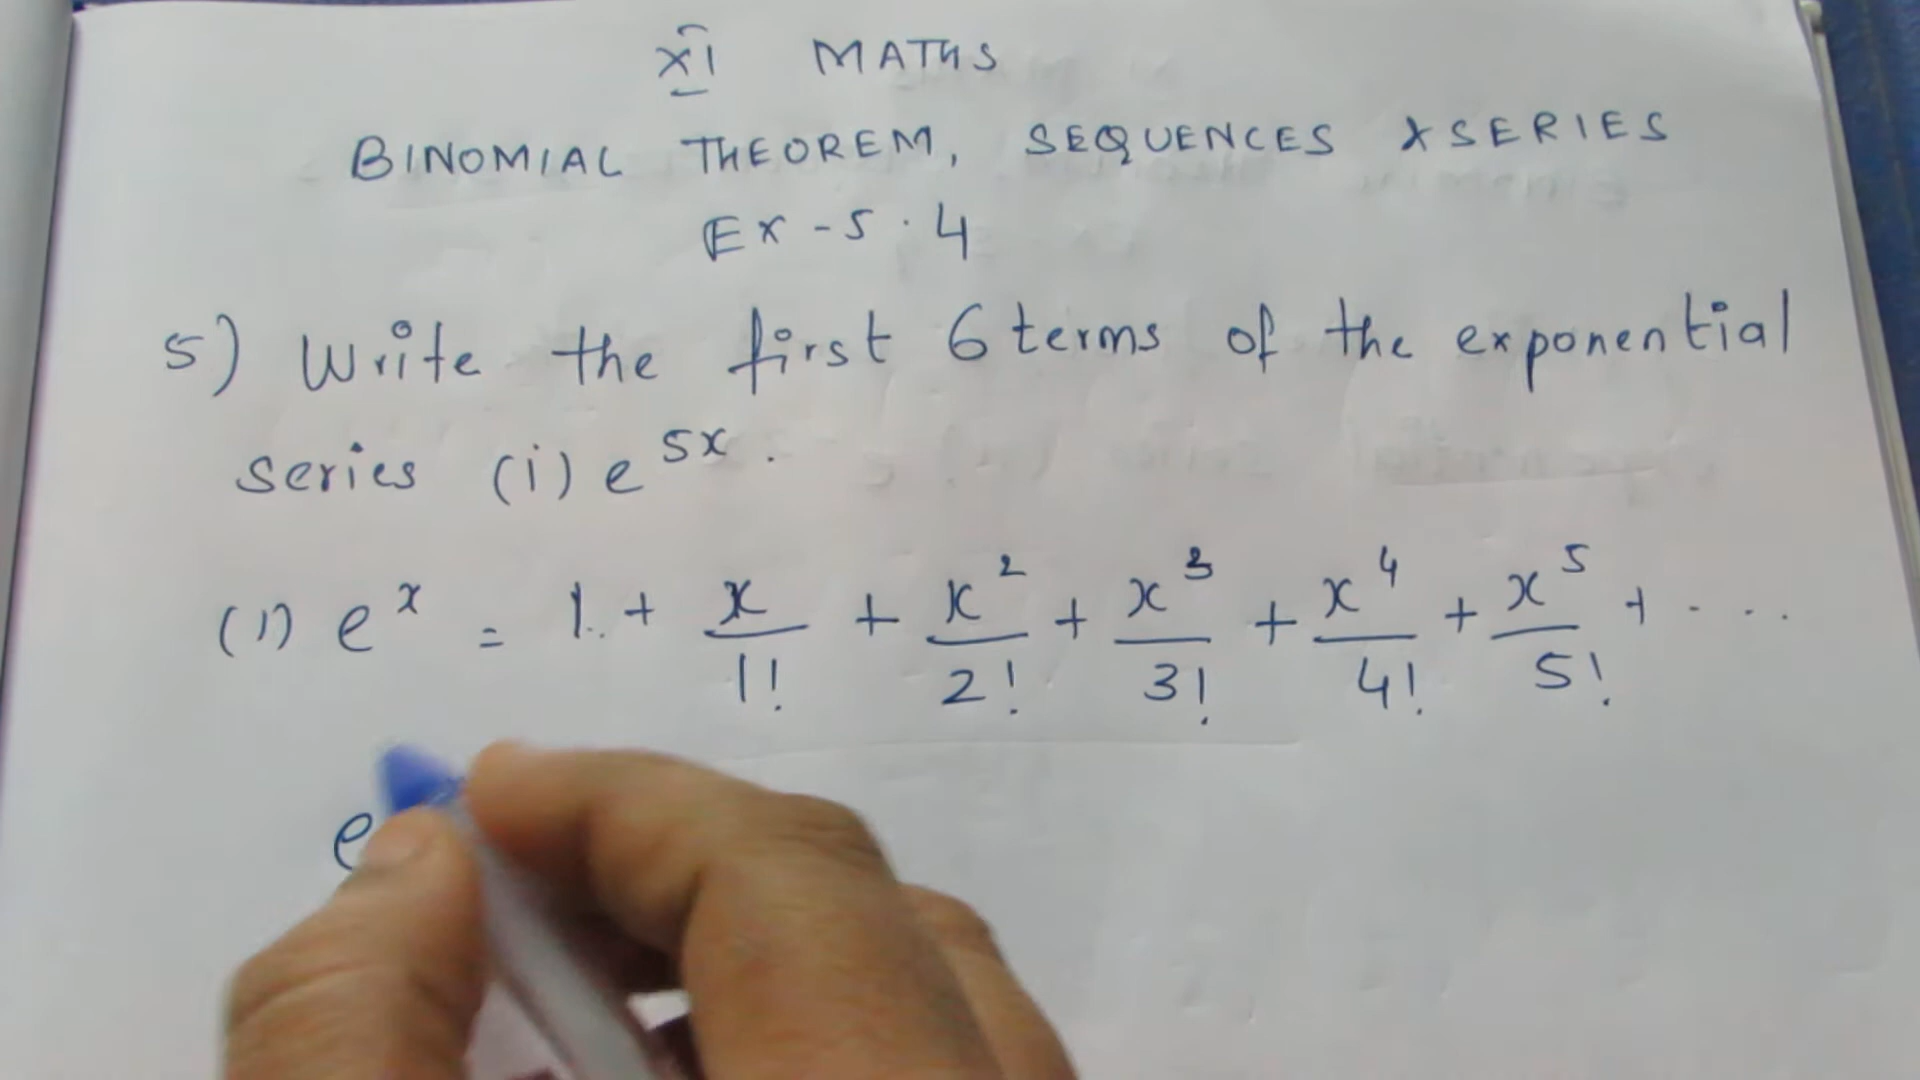 XI MATHS
BINOMIAL THEOREM, SEQUENCES & SERIES
Ex - 5.4
5) Write the first 6 terms of the exponential
series (i) e^5x.
(1) e^x = 1 + x/1! + x^2/2! + x^3/3! + x^4/4! + x^5/5! + ....
e